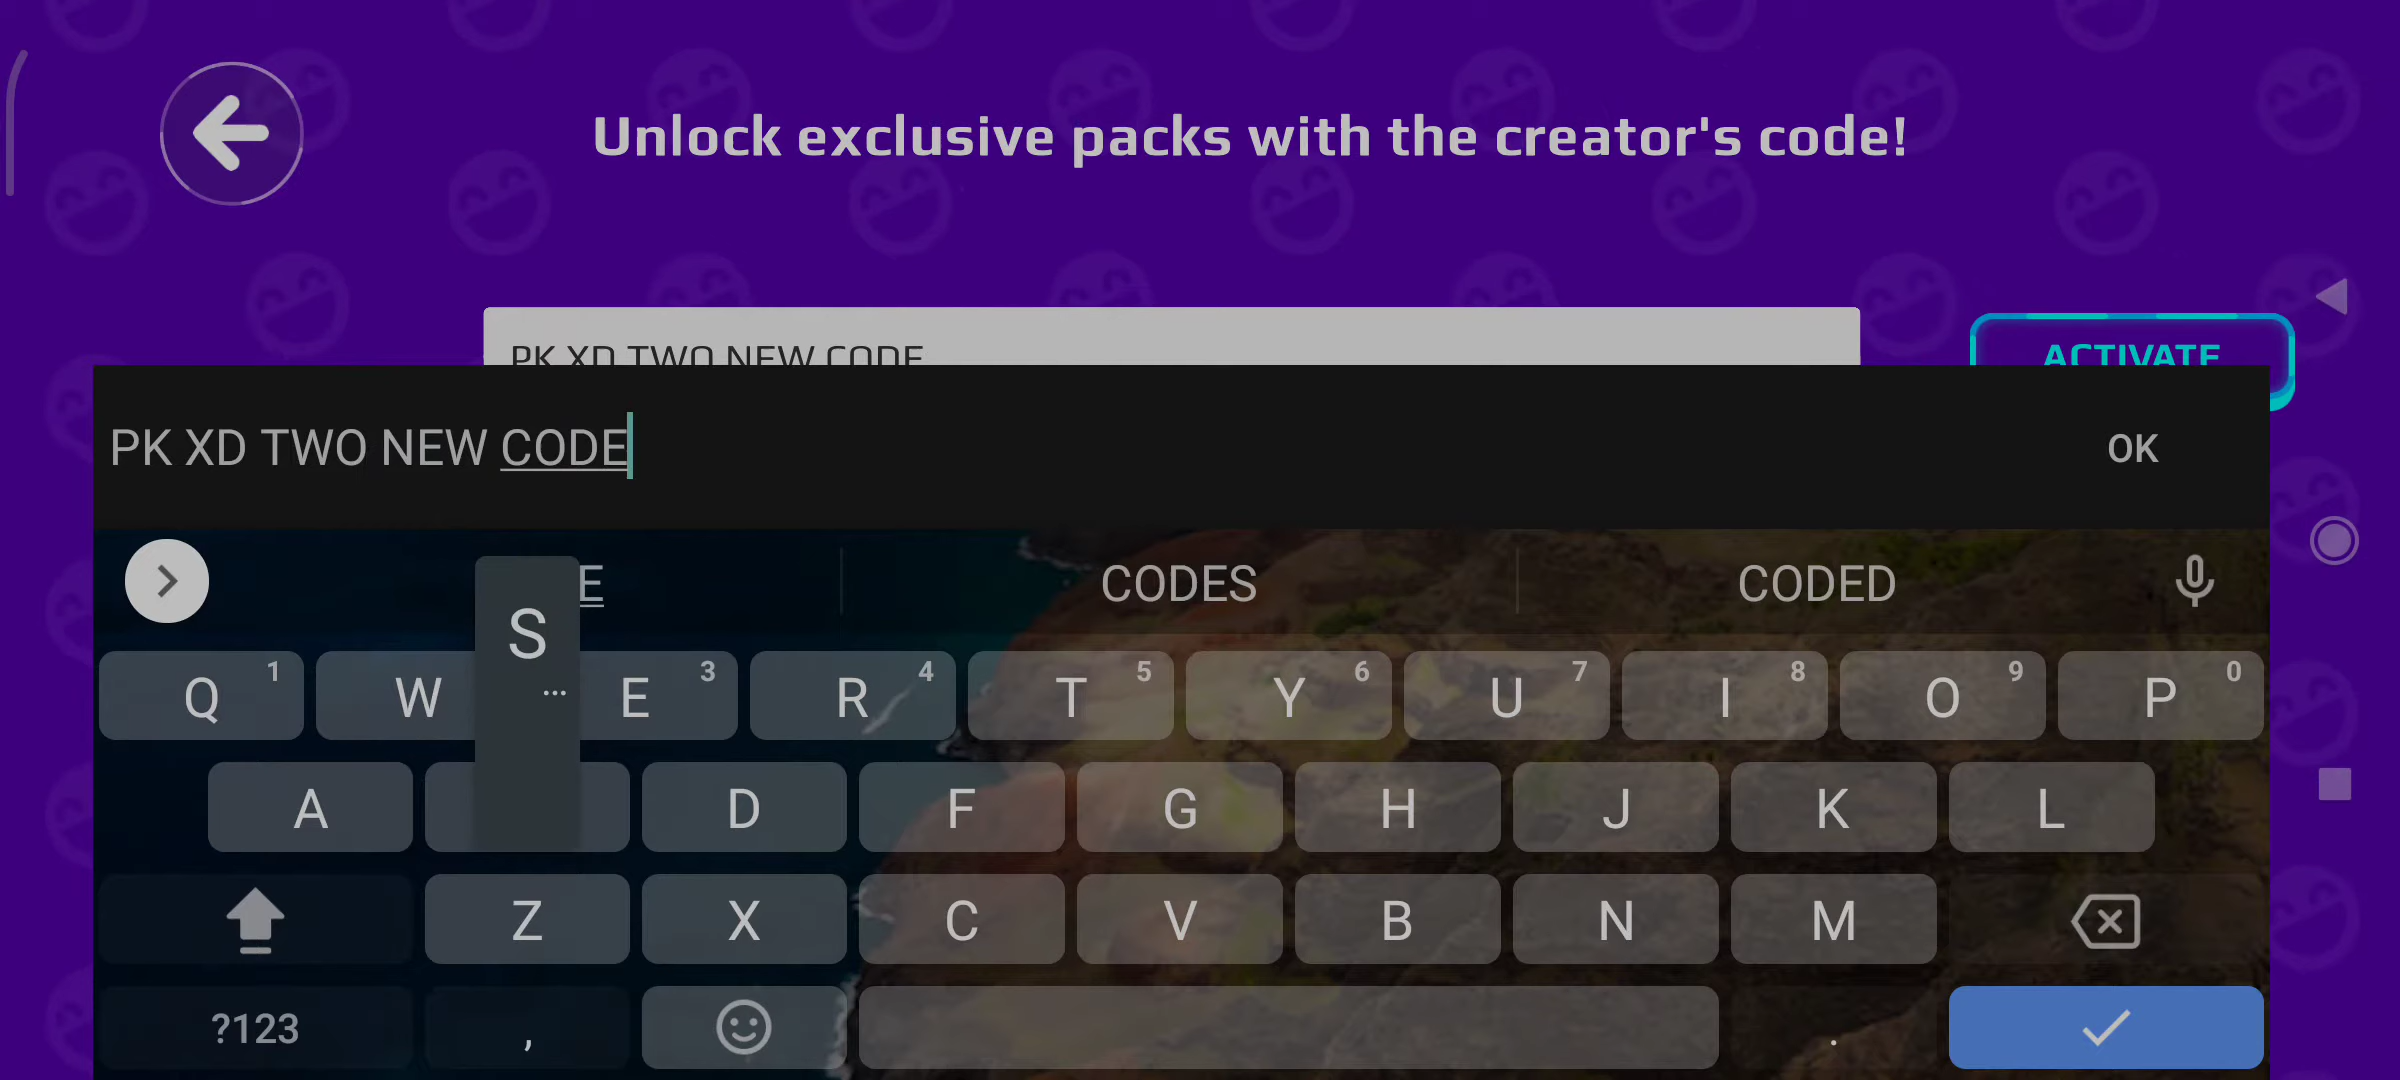 Unlock exclusive packs with the creator's code!
PK XD TWO NEW CODE
ACTIVATE
PK XD TWO NEW CODE
OK
E
CODES
CODED
S
...
Q 1 W E 3 R 4 T 5 Y 6 U 7 I 8 O 9 P 0
A D F G H J K L
Z X C V B N M
?123 , .